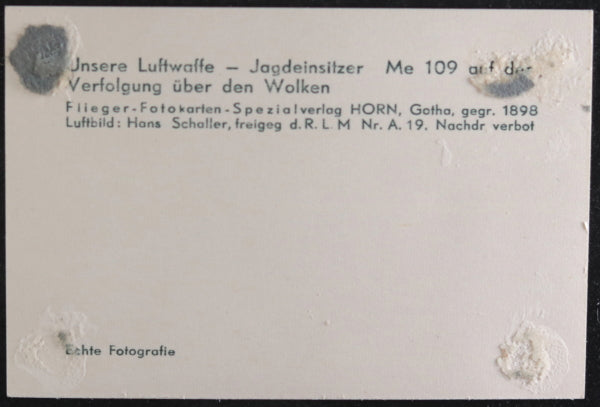 Unsere Luftwaffe – Jagdeinsitzer Me 109 auf der
Verfolgung über den Wolken
Flieger-Fotokarten-Spezialverlag HORN, Gotha, gegr. 1898
Luftbild: Hans Schaller, freigeg d. R. L. M Nr. A. 19. Nachdr verbot
Echte Fotografie